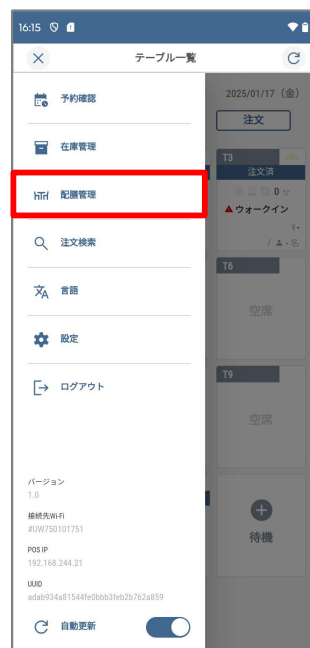 16:15
テーブル一覧
予約確認
2025/01/17（金）
注文
在庫管理
T3
注文済
配膳管理
0 分
ウォークイン
¥-
注文検索
/ - 名
T6
言語
空席
設定
T9
ログアウト
空席
バージョン
1.0
接続先Wi-Fi
#UW750101751
待機
POS IP
192.168.244.21
UUID
adab934a81544fe0bbb3feb2b762a859
自動更新